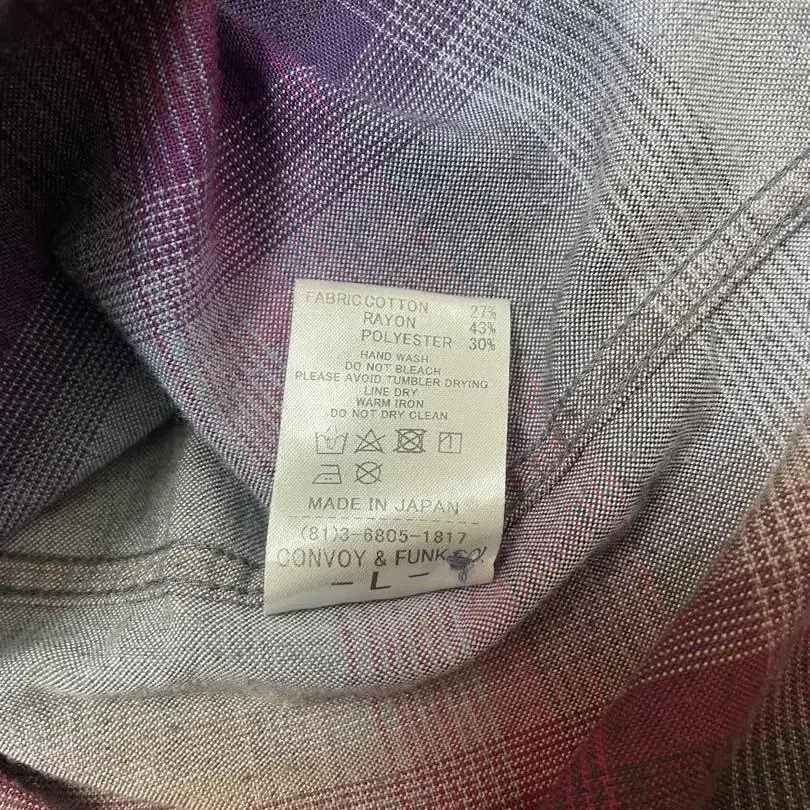 FABRIC COTTON 27%
RAYON 43%
POLYESTER 30%
HAND WASH
DO NOT BLEACH
PLEASE AVOID TUMBLER DRYING
LINE DRY
WARM IRON
DO NOT DRY CLEAN
MADE IN JAPAN
(81)3-6805-1817
CONVOY & FUNK CO!
- L -